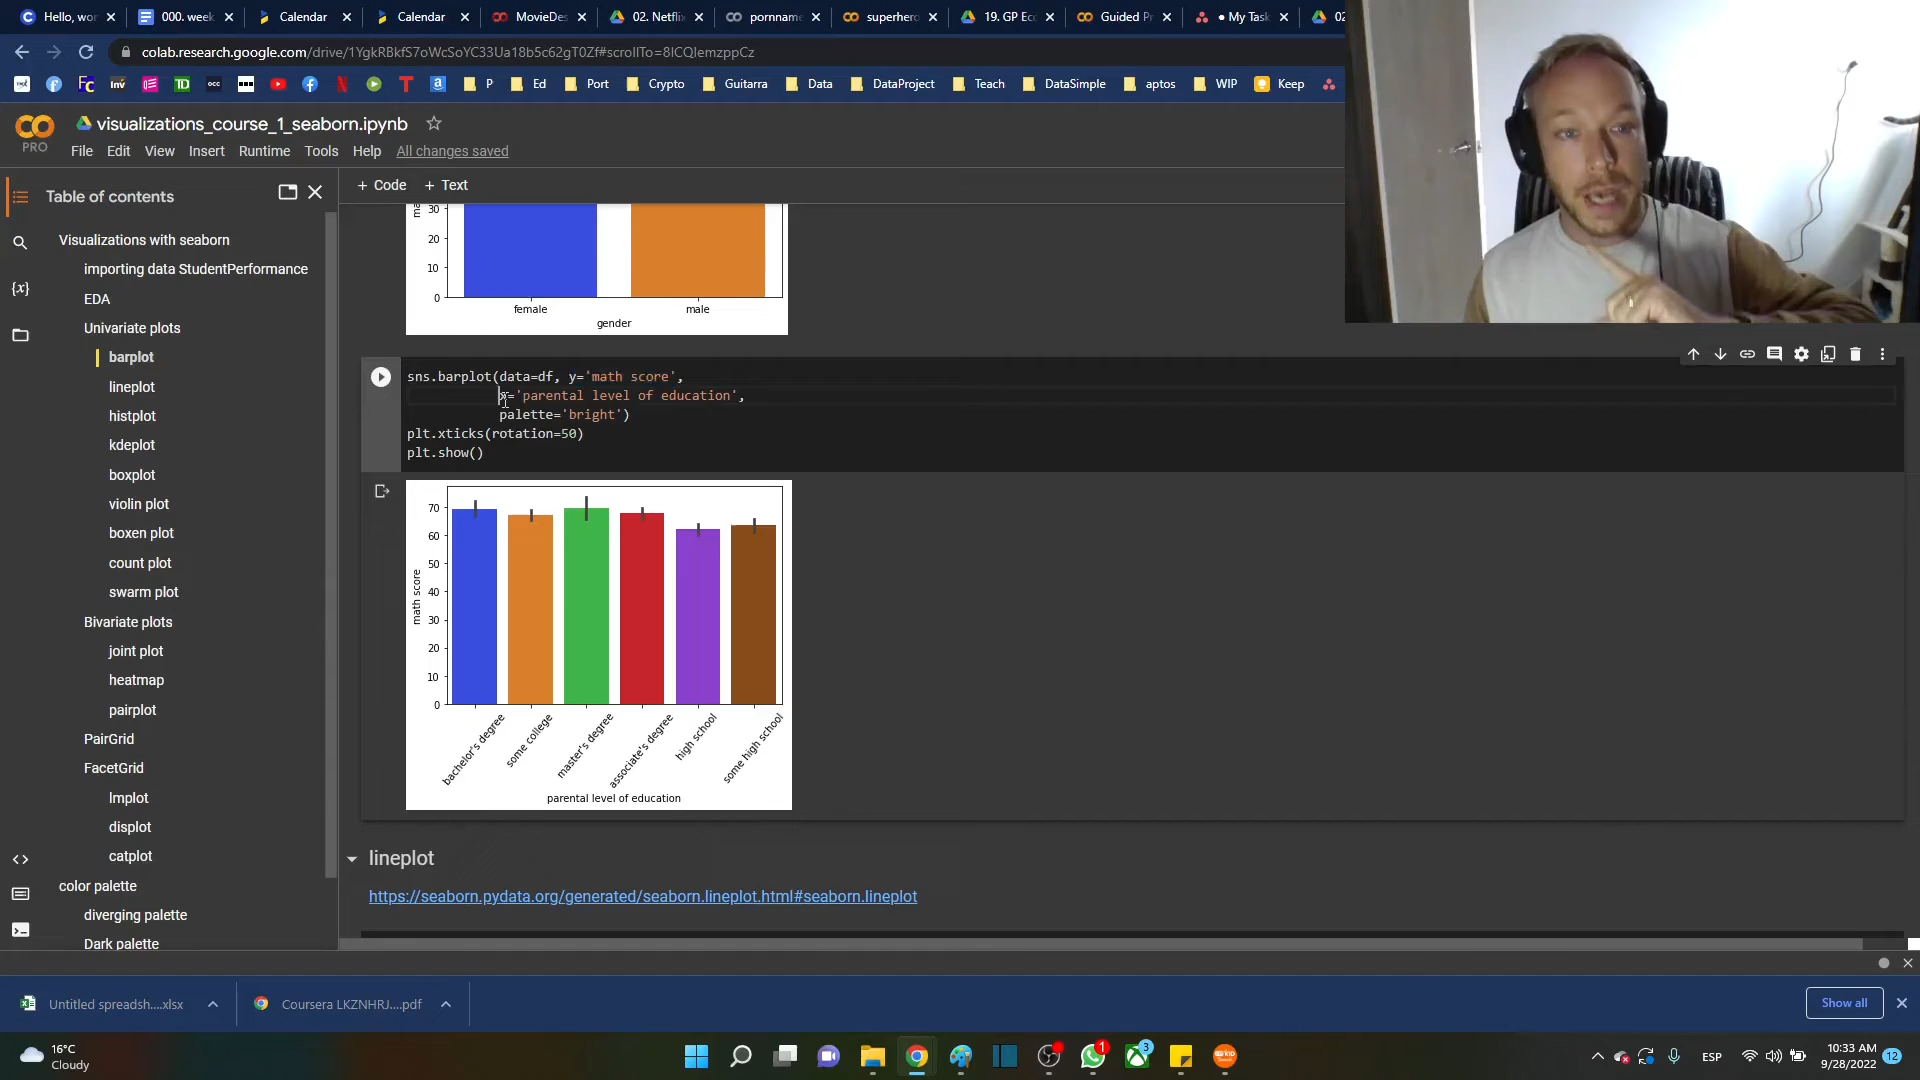 Hello, wor
000. week
Calendar
Calendar
MovieDes
02. Netfli
pornname
superhero
19. GP Ec
Guided P
• My Task
02
colab.research.google.com/drive/1YgkRBkfS7oWcSoYC33Ua18b5c62gT0Zf#scrollTo=8lCQlemzppCz
P
Ed
Port
Crypto
Guitarra
Data
DataProject
Teach
DataSimple
aptos
WIP
Keep
PRO
visualizations_course_1_seaborn.ipynb
File Edit View Insert Runtime Tools Help All changes saved
Table of contents
+ Code + Text
Visualizations with seaborn
importing data StudentPerformance
EDA
Univariate plots
barplot
lineplot
histplot
kdeplot
boxplot
violin plot
boxen plot
count plot
swarm plot
Bivariate plots
joint plot
heatmap
pairplot
PairGrid
FacetGrid
lmplot
displot
catplot
color palette
diverging palette
Dark palette
30
20
10
0
female male
gender
sns.barplot(data=df, y='math score',
x='parental level of education',
palette='bright')
plt.xticks(rotation=50)
plt.show()
70
60
50
40
30
20
10
0
math score
bachelor's degree
some college
master's degree
associate's degree
high school
some high school
parental level of education
lineplot
https://seaborn.pydata.org/generated/seaborn.lineplot.html#seaborn.lineplot
Untitled spreadsh....xlsx
Coursera LKZNHRJ....pdf
Show all
16°C
Cloudy
1
3
ESP
10:33 AM
9/28/2022
12